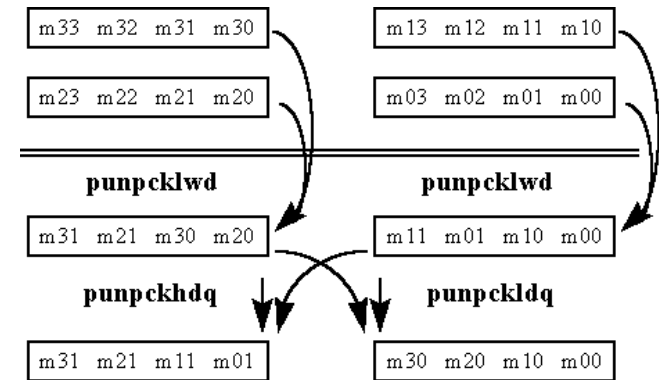 m33 m32 m31 m30 m13 m12 m11 m10
m23 m22 m21 m20 m03 m02 m01 m00
punpcklwd punpcklwd
m31 m21 m30 m20 m11 m01 m10 m00
punpckhdq punpckldq
m31 m21 m11 m01 m30 m20 m10 m00